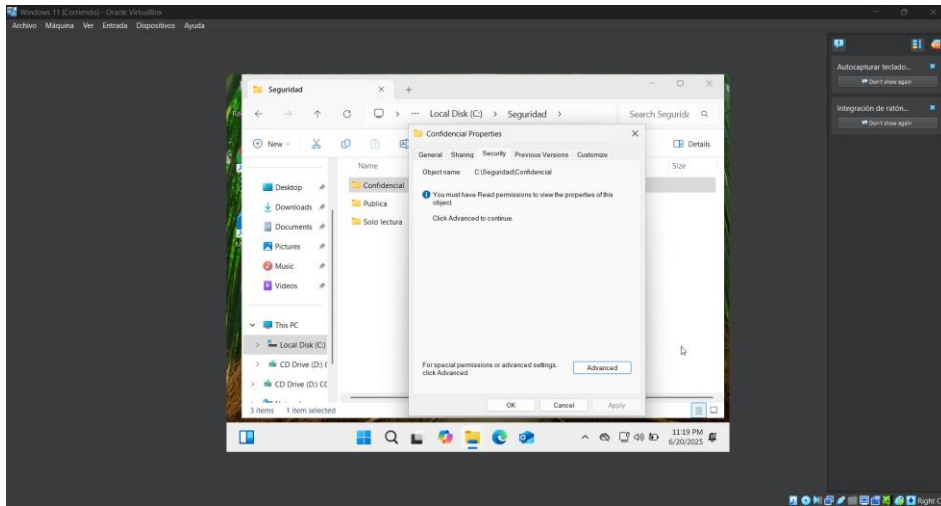 Windows 11 [Corriendo] - Oracle VirtualBox
Archivo Máquina Ver Entrada Dispositivos Ayuda
Autocapturar teclado...
Don't show again
Integración de ratón...
Don't show again
Seguridad
Local Disk (C:) > Seguridad >
Search Seguride
New
Details
Name
Size
Desktop
Downloads
Documents
Pictures
Music
Videos
This PC
Local Disk (C:)
CD Drive (D:) (
CD Drive (D:) CC
Confidencial
Publica
Solo lectura
3 items 1 item selected
Confidencial Properties
General Sharing Security Previous Versions Customize
Object name: C:\Seguridad\Confidencial
You must have Read permissions to view the properties of this
object.
Click Advanced to continue.
For special permissions or advanced settings,
click Advanced.
Advanced
OK Cancel Apply
11:19 PM
6/20/2025
Right C